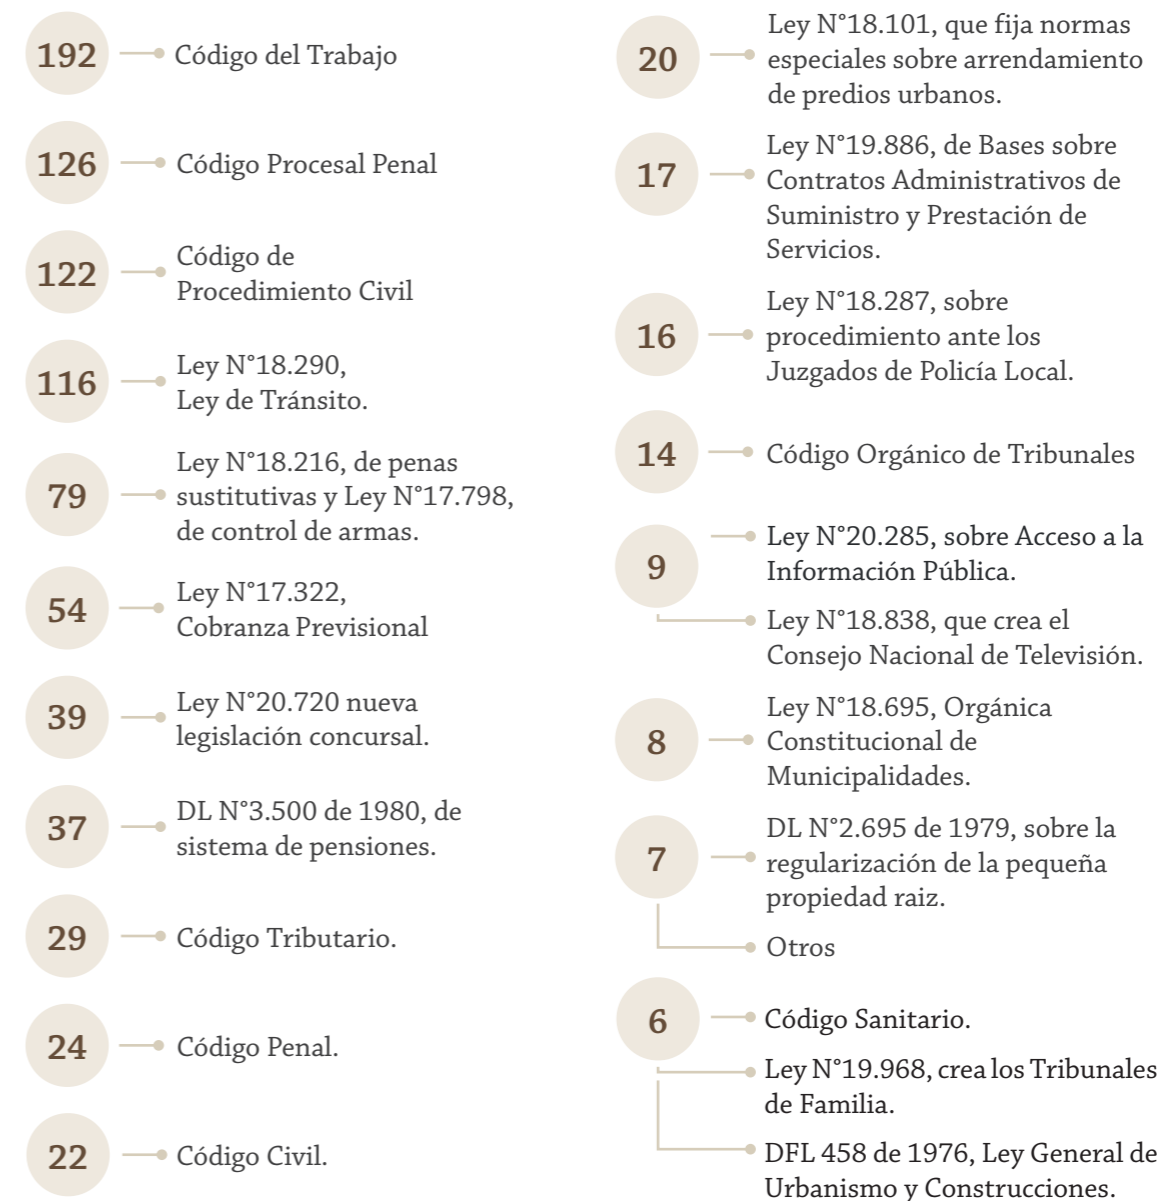 192
Código del Trabajo
126
Código Procesal Penal
122
Código de
Procedimiento Civil
116
Ley N°18.290,
Ley de Tránsito.
79
Ley N°18.216, de penas
sustitutivas y Ley N°17.798,
de control de armas.
54
Ley N°17.322,
Cobranza Previsional
39
Ley N°20.720 nueva
legislación concursal.
37
DL N°3.500 de 1980, de
sistema de pensiones.
29
Código Tributario.
24
Código Penal.
22
Código Civil.
20
Ley N°18.101, que fija normas
especiales sobre arrendamiento
de predios urbanos.
17
Ley N°19.886, de Bases sobre
Contratos Administrativos de
Suministro y Prestación de
Servicios.
16
Ley N°18.287, sobre
procedimiento ante los
Juzgados de Policía Local.
14
Código Orgánico de Tribunales
9
Ley N°20.285, sobre Acceso a la
Información Pública.
Ley N°18.838, que crea el
Consejo Nacional de Televisión.
8
Ley N°18.695, Orgánica
Constitucional de
Municipalidades.
7
DL N°2.695 de 1979, sobre la
regularización de la pequeña
propiedad raiz.
Otros
6
Código Sanitario.
Ley N°19.968, crea los Tribunales
de Familia.
DFL 458 de 1976, Ley General de
Urbanismo y Construcciones.